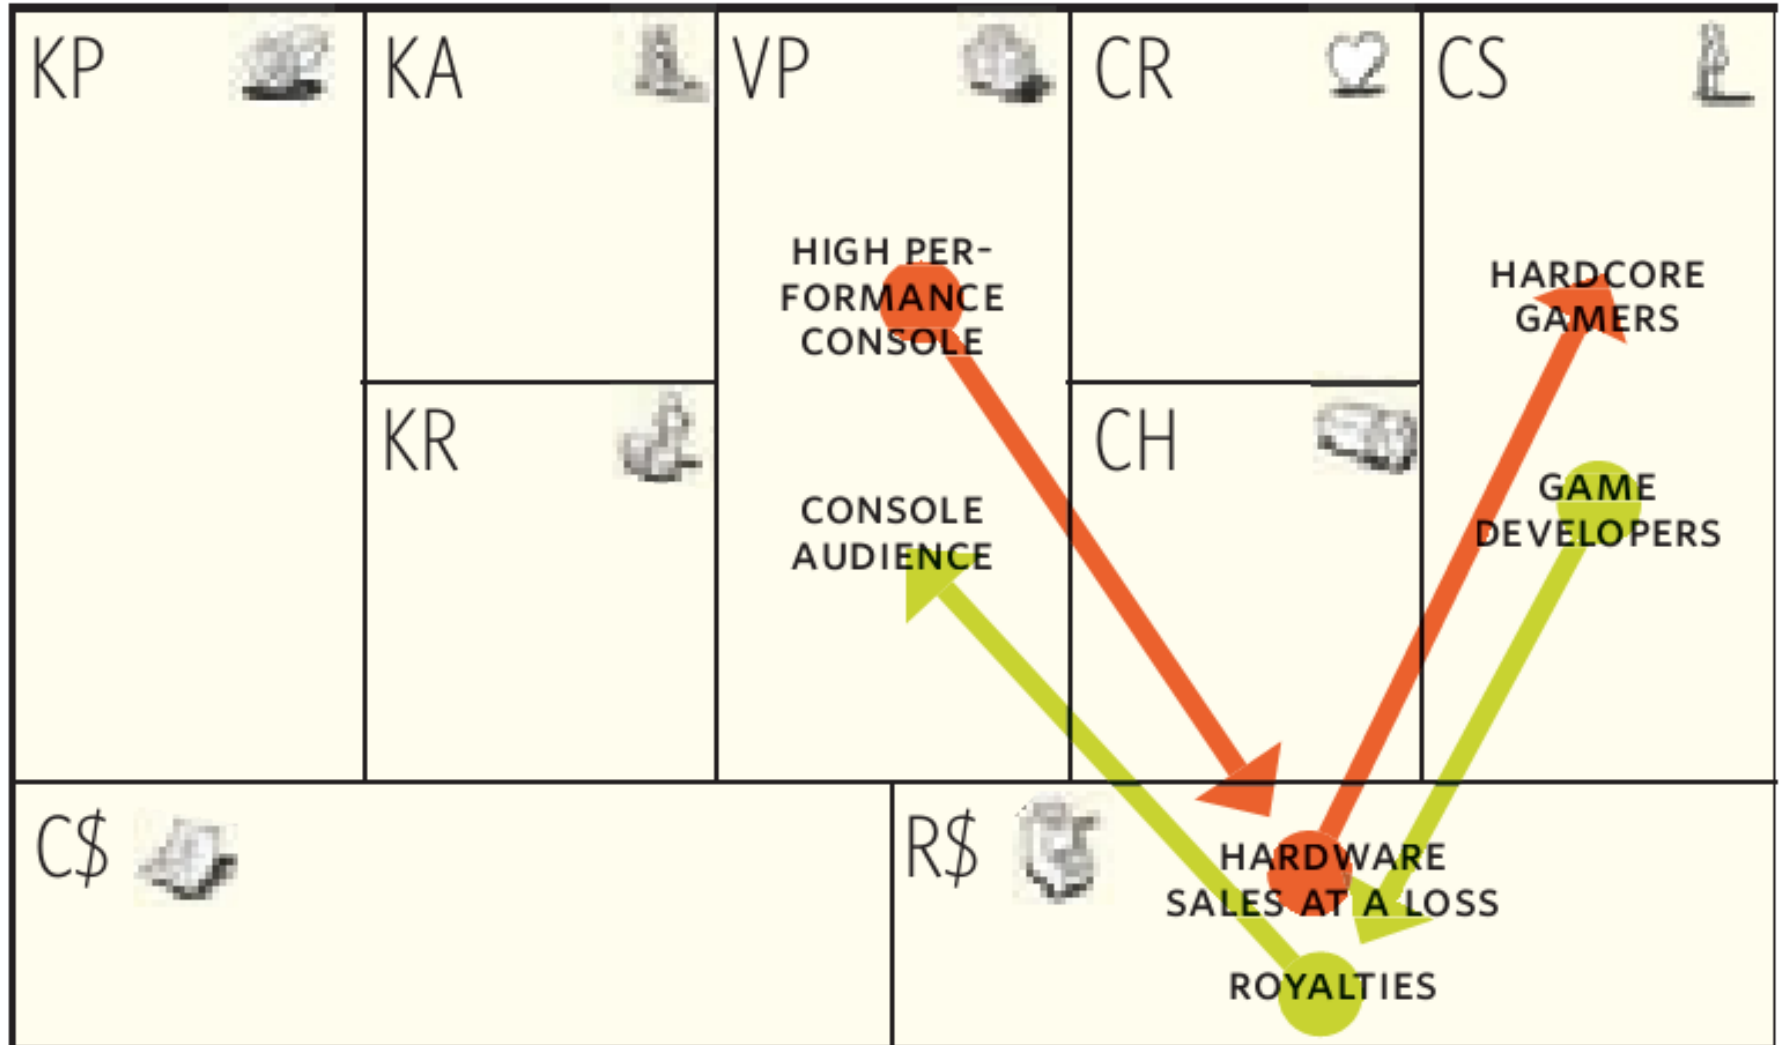 KP
KA
VP
CR
CS
HIGH PER-
FORMANCE
CONSOLE
HARDCORE
GAMERS
KR
CH
CONSOLE
AUDIENCE
GAME
DEVELOPERS
C$
R$
HARDWARE
SALES AT A LOSS
ROYALTIES